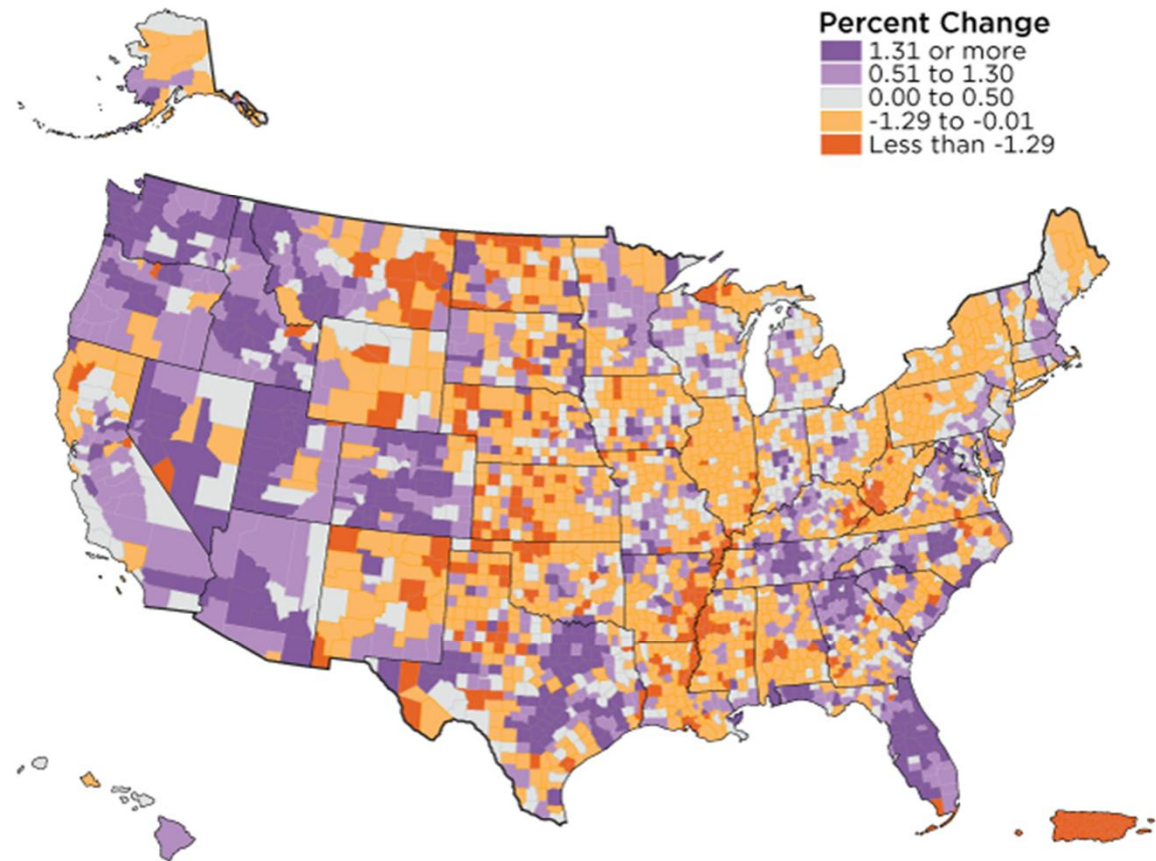 Percent Change
1.31 or more
0.51 to 1.30
0.00 to 0.50
-1.29 to -0.01
Less than -1.29